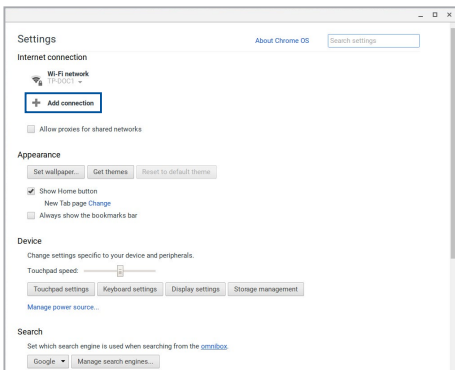 Settings
About Chrome OS
Search settings
Internet connection
Wi-Fi network
TP-DOC1
Add connection
Allow proxies for shared networks
Appearance
Set wallpaper... Get themes Reset to default theme
Show Home button
New Tab page Change
Always show the bookmarks bar
Device
Change settings specific to your device and peripherals.
Touchpad speed:
Touchpad settings Keyboard settings Display settings Storage management
Manage power source...
Search
Set which search engine is used when searching from the omnibox.
Google Manage search engines...